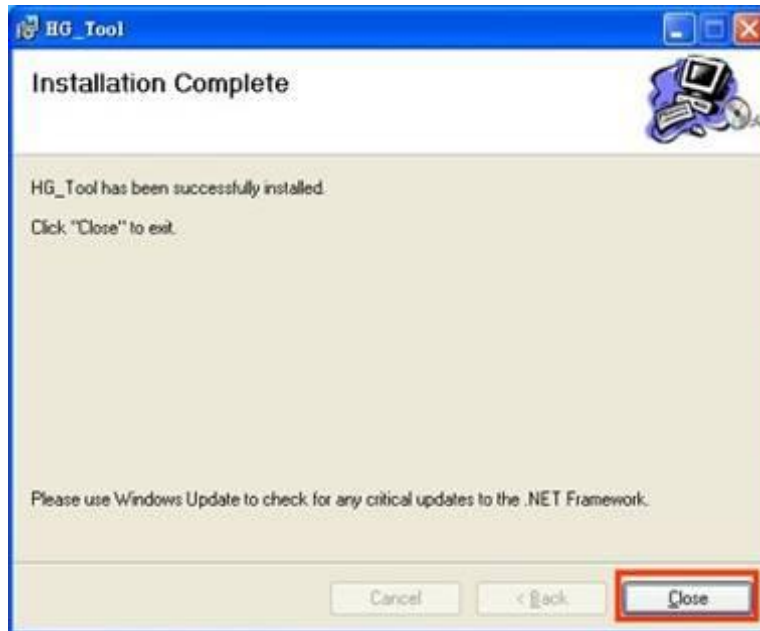 HG_Tool
Installation Complete
HG_Tool has been successfully installed.
Click "Close" to exit.
Please use Windows Update to check for any critical updates to the .NET Framework.
Cancel < Back Close